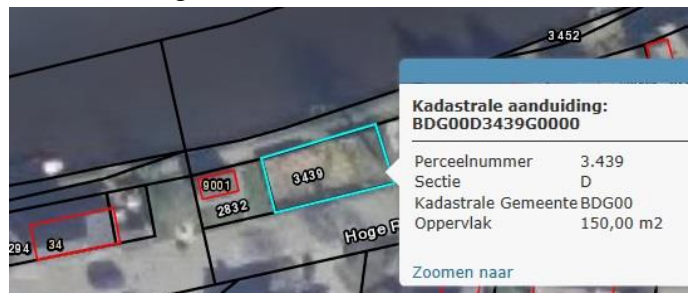 3452
Kadastrale aanduiding:
BDG00D3439G0000
Perceelnummer 3.439
Sectie D
Kadastrale Gemeente BDG00
Oppervlak 150,00 m2
Zoomen naar
9001
3439
2832
Hoge
294 34